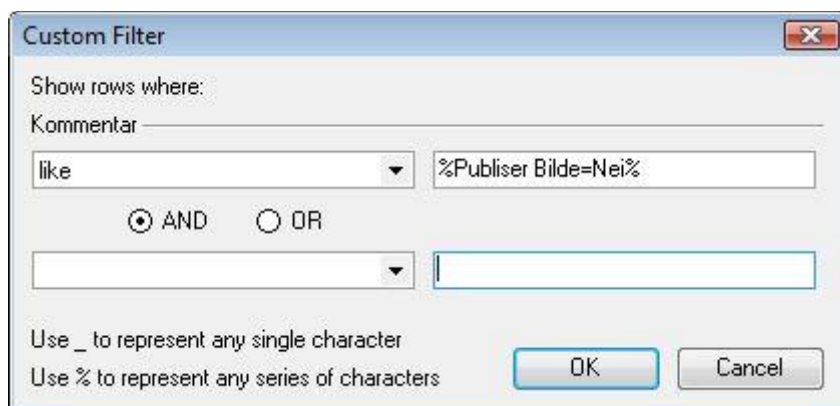 Custom Filter
Show rows where:
Kommentar
like %Publiser Bilde=Nei%
AND OR
Use _ to represent any single character
Use % to represent any series of characters
OK Cancel